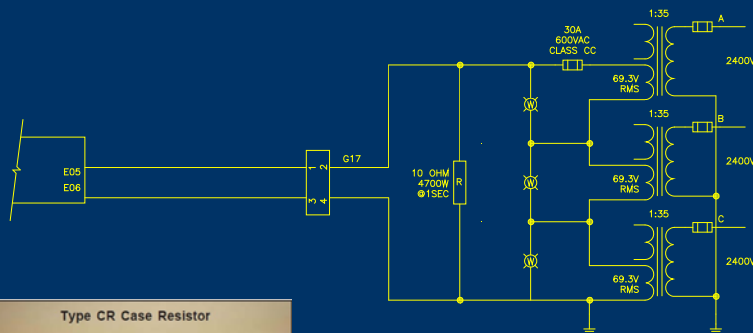 1:35
A
30A
600VAC
CLASS CC
2400V
69.3V
RMS
1:35
B
G17
E05
E06
1 2
3 4
10 OHM
4700W
@1SEC
R
W
W
W
2400V
69.3V
RMS
1:35
C
2400V
69.3V
RMS
Type CR Case Resistor